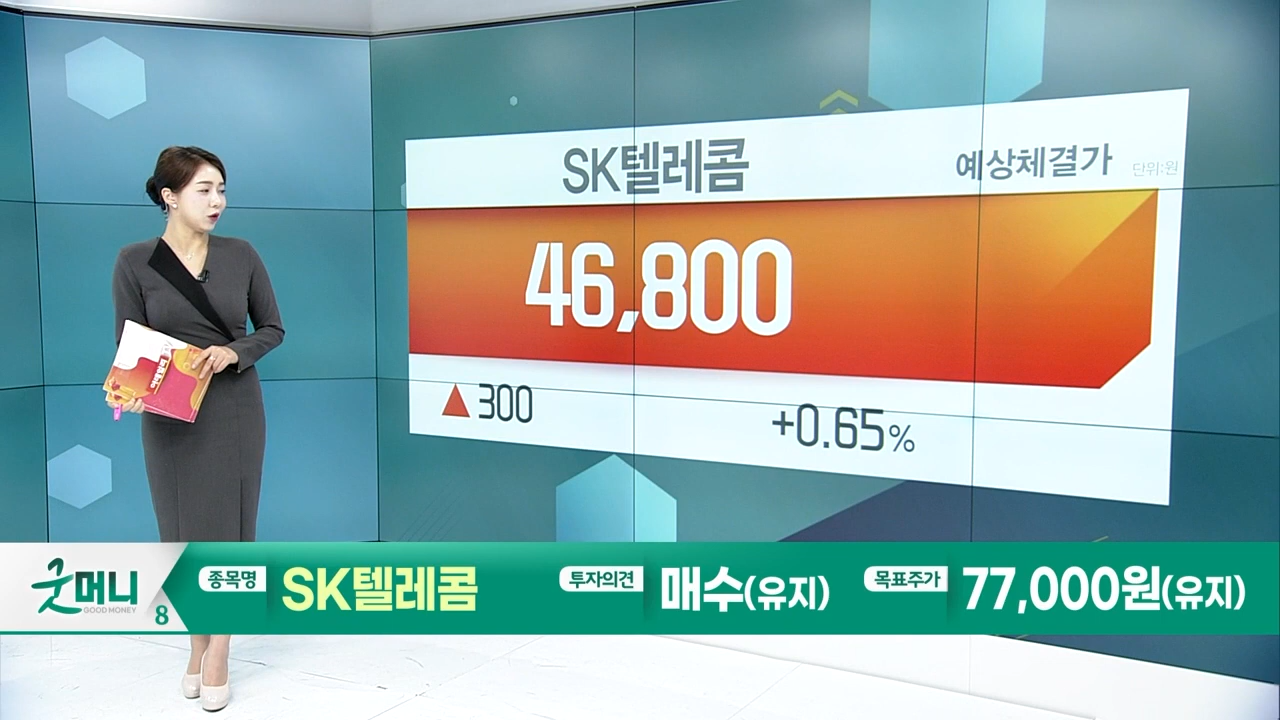 SK텔레콤
예상체결가
단위:원
46,800
▲ 300
+0.65%
굿머니
GOOD MONEY
8
종목명
SK텔레콤
투자의견
매수(유지)
목표주가
77,000원(유지)